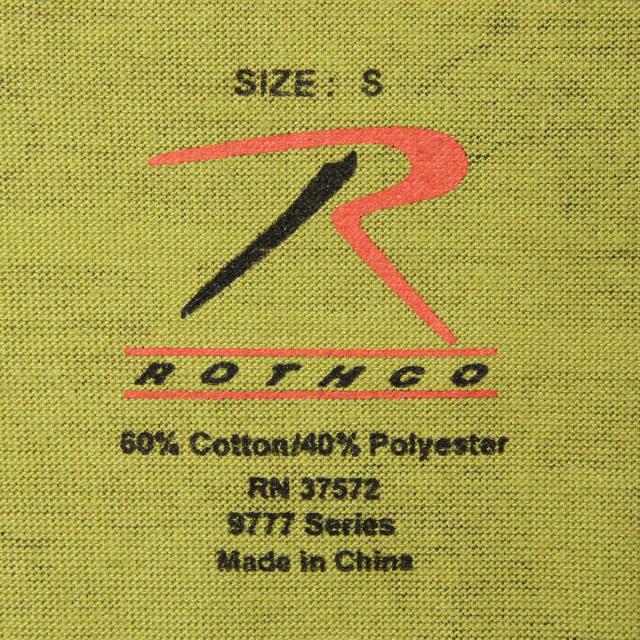 SIZE: S
ROTHCO
60% Cotton/40% Polyester
RN 37572
9777 Series
Made in China